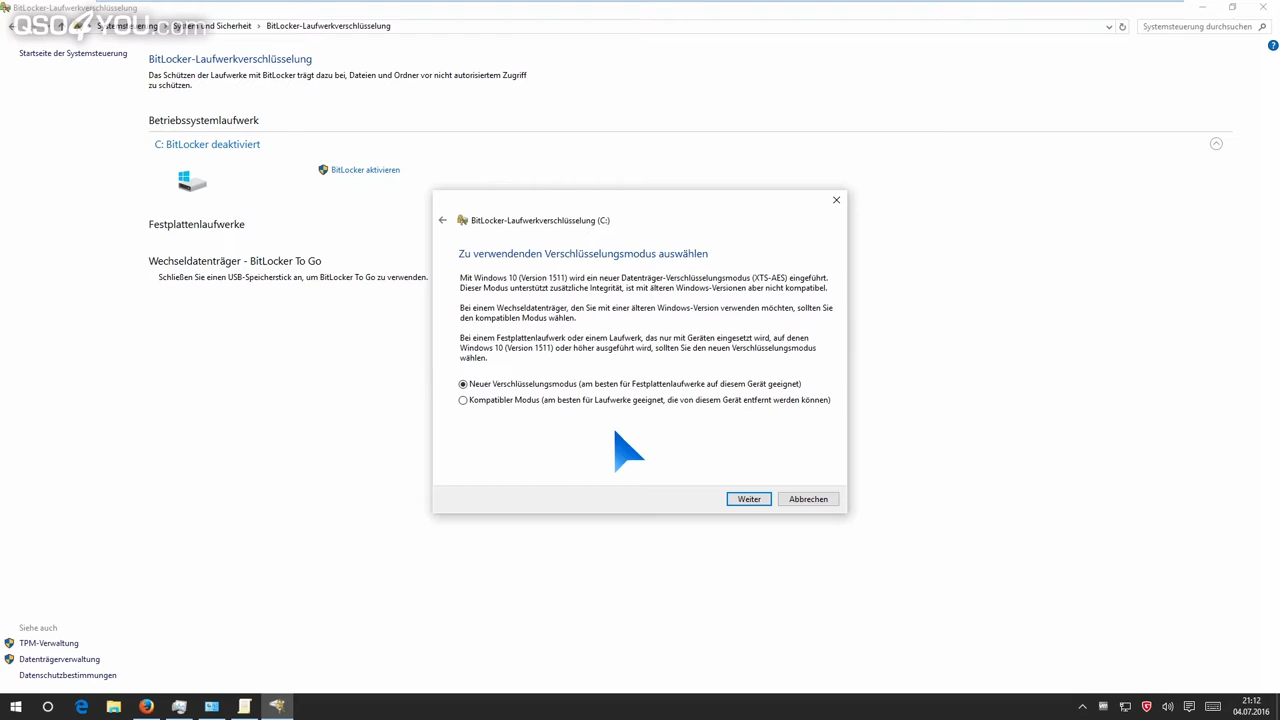 BitLocker-Laufwerkverschlüsselung
QSO4YOU.com
Systemsteuerung > System und Sicherheit > BitLocker-Laufwerkverschlüsselung
Systemsteuerung durchsuchen
Startseite der Systemsteuerung
BitLocker-Laufwerkverschlüsselung
Das Schützen der Laufwerke mit BitLocker trägt dazu bei, Dateien und Ordner vor nicht autorisiertem Zugriff
zu schützen.
Betriebssystemlaufwerk
C: BitLocker deaktiviert
BitLocker aktivieren
Festplattenlaufwerke
Wechseldatenträger - BitLocker To Go
Schließen Sie einen USB-Speicherstick an, um BitLocker To Go zu verwenden.
BitLocker-Laufwerkverschlüsselung (C:)
Zu verwendenden Verschlüsselungsmodus auswählen
Mit Windows 10 (Version 1511) wird ein neuer Datenträger-Verschlüsselungsmodus (XTS-AES) eingeführt.
Dieser Modus unterstützt zusätzliche Integrität, ist mit älteren Windows-Versionen aber nicht kompatibel.
Bei einem Wechseldatenträger, den Sie mit einer älteren Windows-Version verwenden möchten, sollten Sie
den kompatiblen Modus wählen.
Bei einem Festplattenlaufwerk oder einem Laufwerk, das nur mit Geräten eingesetzt wird, auf denen
Windows 10 (Version 1511) oder höher ausgeführt wird, sollten Sie den neuen Verschlüsselungsmodus
wählen.
Neuer Verschlüsselungsmodus (am besten für Festplattenlaufwerke auf diesem Gerät geeignet)
Kompatibler Modus (am besten für Laufwerke geeignet, die von diesem Gerät entfernt werden können)
Weiter
Abbrechen
Siehe auch
TPM-Verwaltung
Datenträgerverwaltung
Datenschutzbestimmungen
21:12
04.07.2016